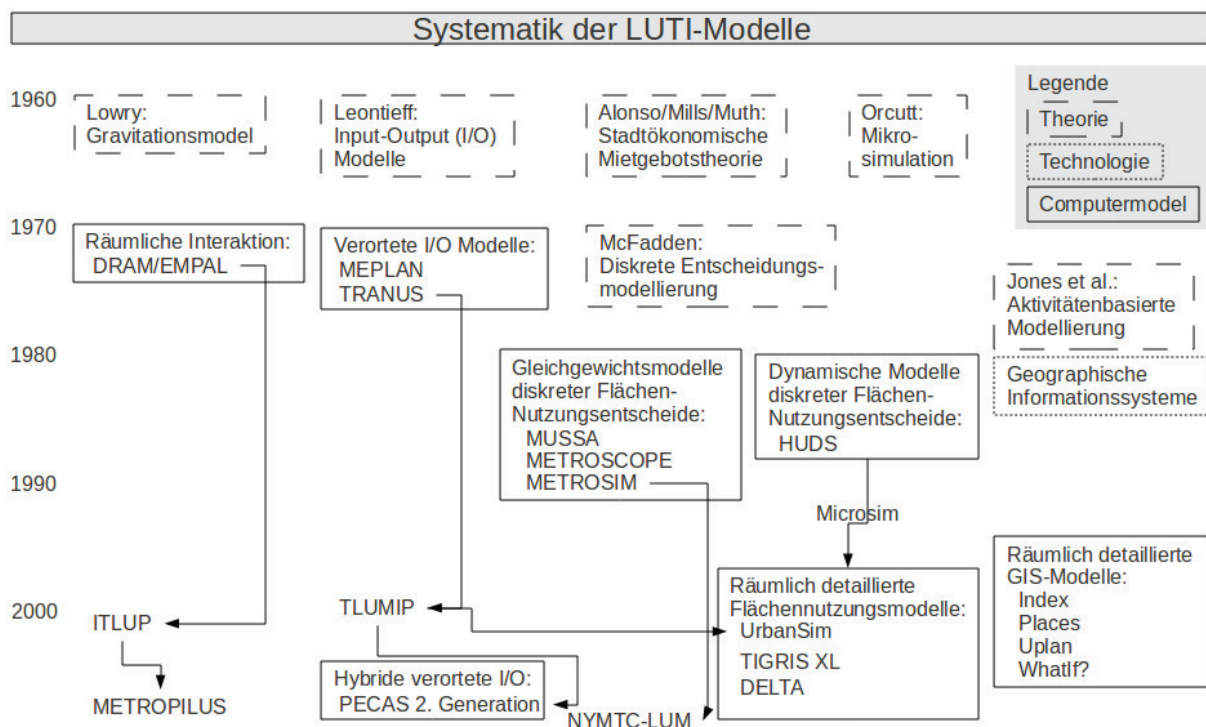 Systematik der LUTI-Modelle
1960
Lowry:
Gravitationsmodel
Leontieff:
Input-Output (I/O)
Modelle
Alonso/Mills/Muth:
Stadtökonomische
Mietgebotstheorie
Orcutt:
Mikro-
simulation
Legende
Theorie
Technologie
Computermodel
1970
Räumliche Interaktion:
DRAM/EMPAL
Verortete I/O Modelle:
MEPLAN
TRANUS
McFadden:
Diskrete Entscheidungs-
modellierung
Jones et al.:
Aktivitätenbasierte
Modellierung
1980
Gleichgewichtsmodelle
diskreter Flächen-
Nutzungsentscheide:
MUSSA
METROSCOPE
METROSIM
Dynamische Modelle
diskreter Flächen-
Nutzungsentscheide:
HUDS
Geographische
Informationssysteme
1990
Microsim
Räumlich detaillierte
Flächennutzungsmodelle:
UrbanSim
TIGRIS XL
DELTA
Räumlich detaillierte
GIS-Modelle:
Index
Places
Uplan
WhatIf?
2000
ITLUP
TLUMIP
METROPILUS
Hybride verortete I/O:
PECAS 2. Generation
NYMTC-LUM